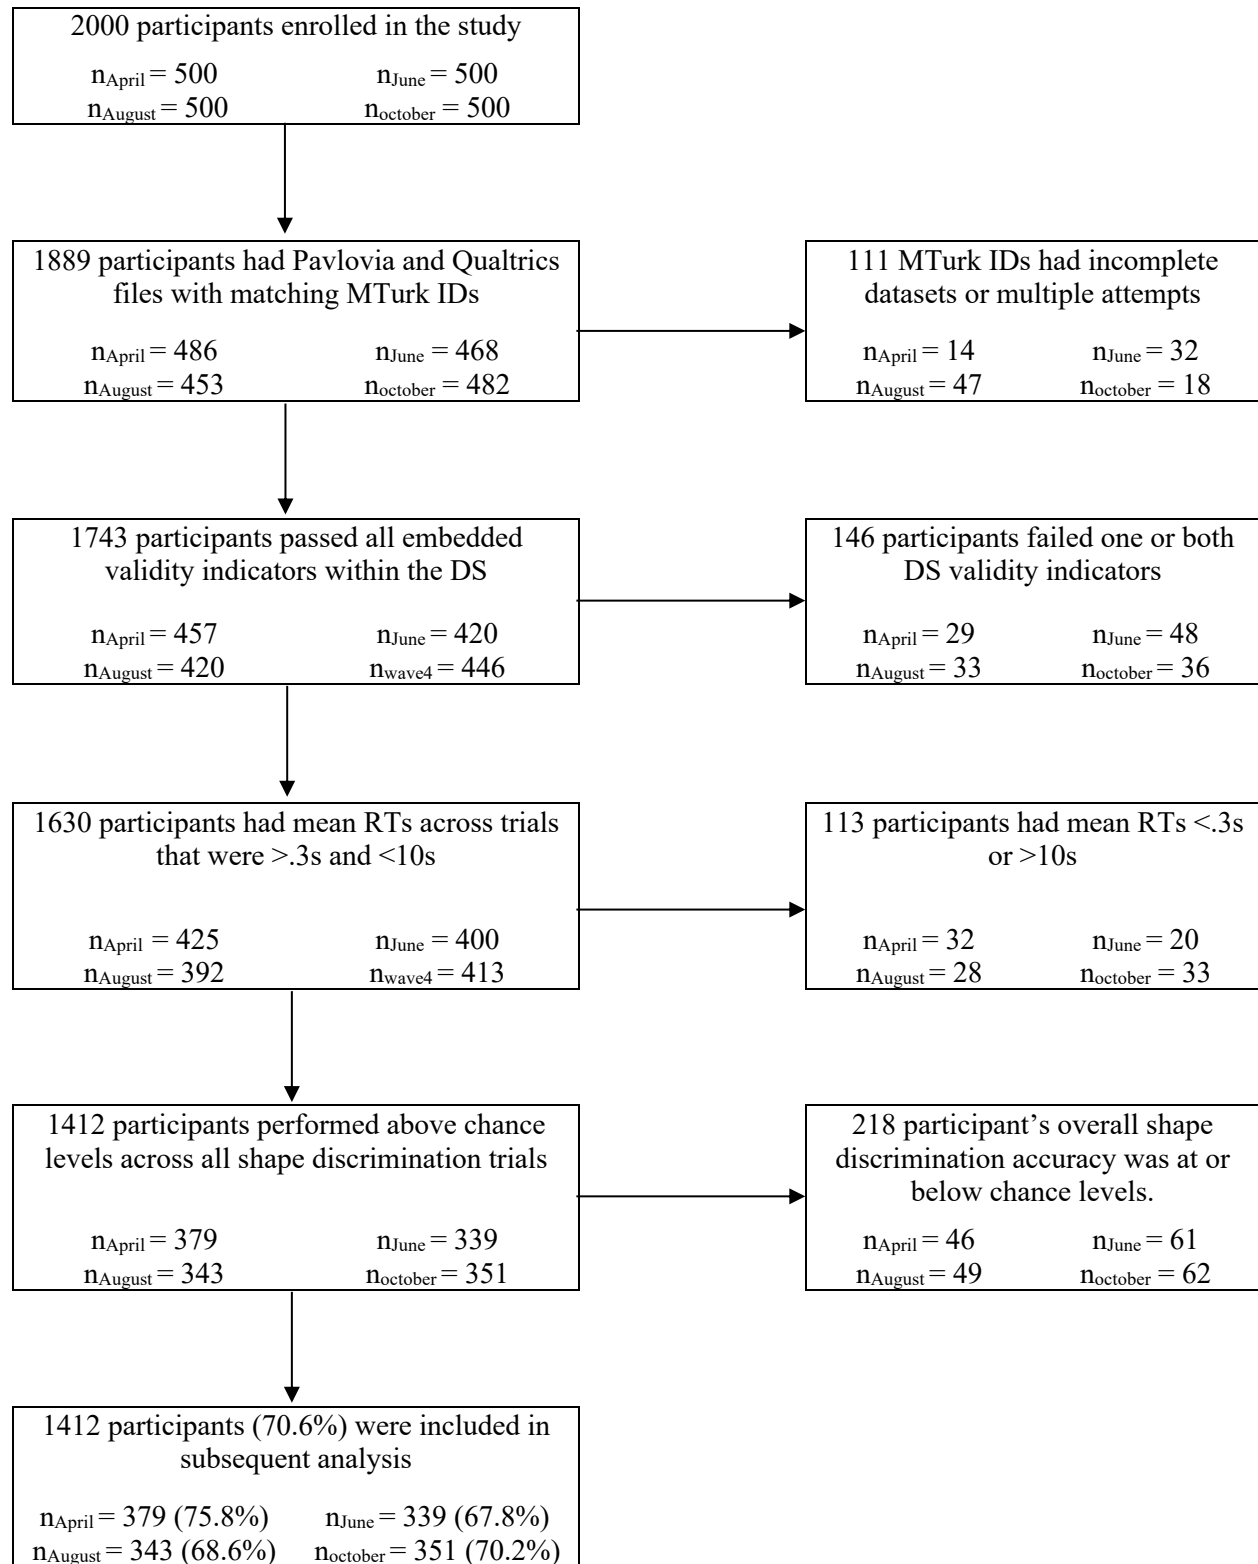 2000 participants enrolled in the study
nApril = 500 nJune = 500
nAugust = 500 noctober = 500
1889 participants had Pavlovia and Qualtrics
files with matching MTurk IDs
nApril = 486 nJune = 468
nAugust = 453 noctober = 482
111 MTurk IDs had incomplete
datasets or multiple attempts
nApril = 14 nJune = 32
nAugust = 47 noctober = 18
1743 participants passed all embedded
validity indicators within the DS
nApril = 457 nJune = 420
nAugust = 420 nwave4 = 446
146 participants failed one or both
DS validity indicators
nApril = 29 nJune = 48
nAugust = 33 noctober = 36
1630 participants had mean RTs across trials
that were >.3s and <10s
nApril = 425 nJune = 400
nAugust = 392 nwave4 = 413
113 participants had mean RTs <.3s
or >10s
nApril = 32 nJune = 20
nAugust = 28 noctober = 33
1412 participants performed above chance
levels across all shape discrimination trials
nApril = 379 nJune = 339
nAugust = 343 noctober = 351
218 participant's overall shape
discrimination accuracy was at or
below chance levels.
nApril = 46 nJune = 61
nAugust = 49 noctober = 62
1412 participants (70.6%) were included in
subsequent analysis
nApril = 379 (75.8%) nJune = 339 (67.8%)
nAugust = 343 (68.6%) noctober = 351 (70.2%)